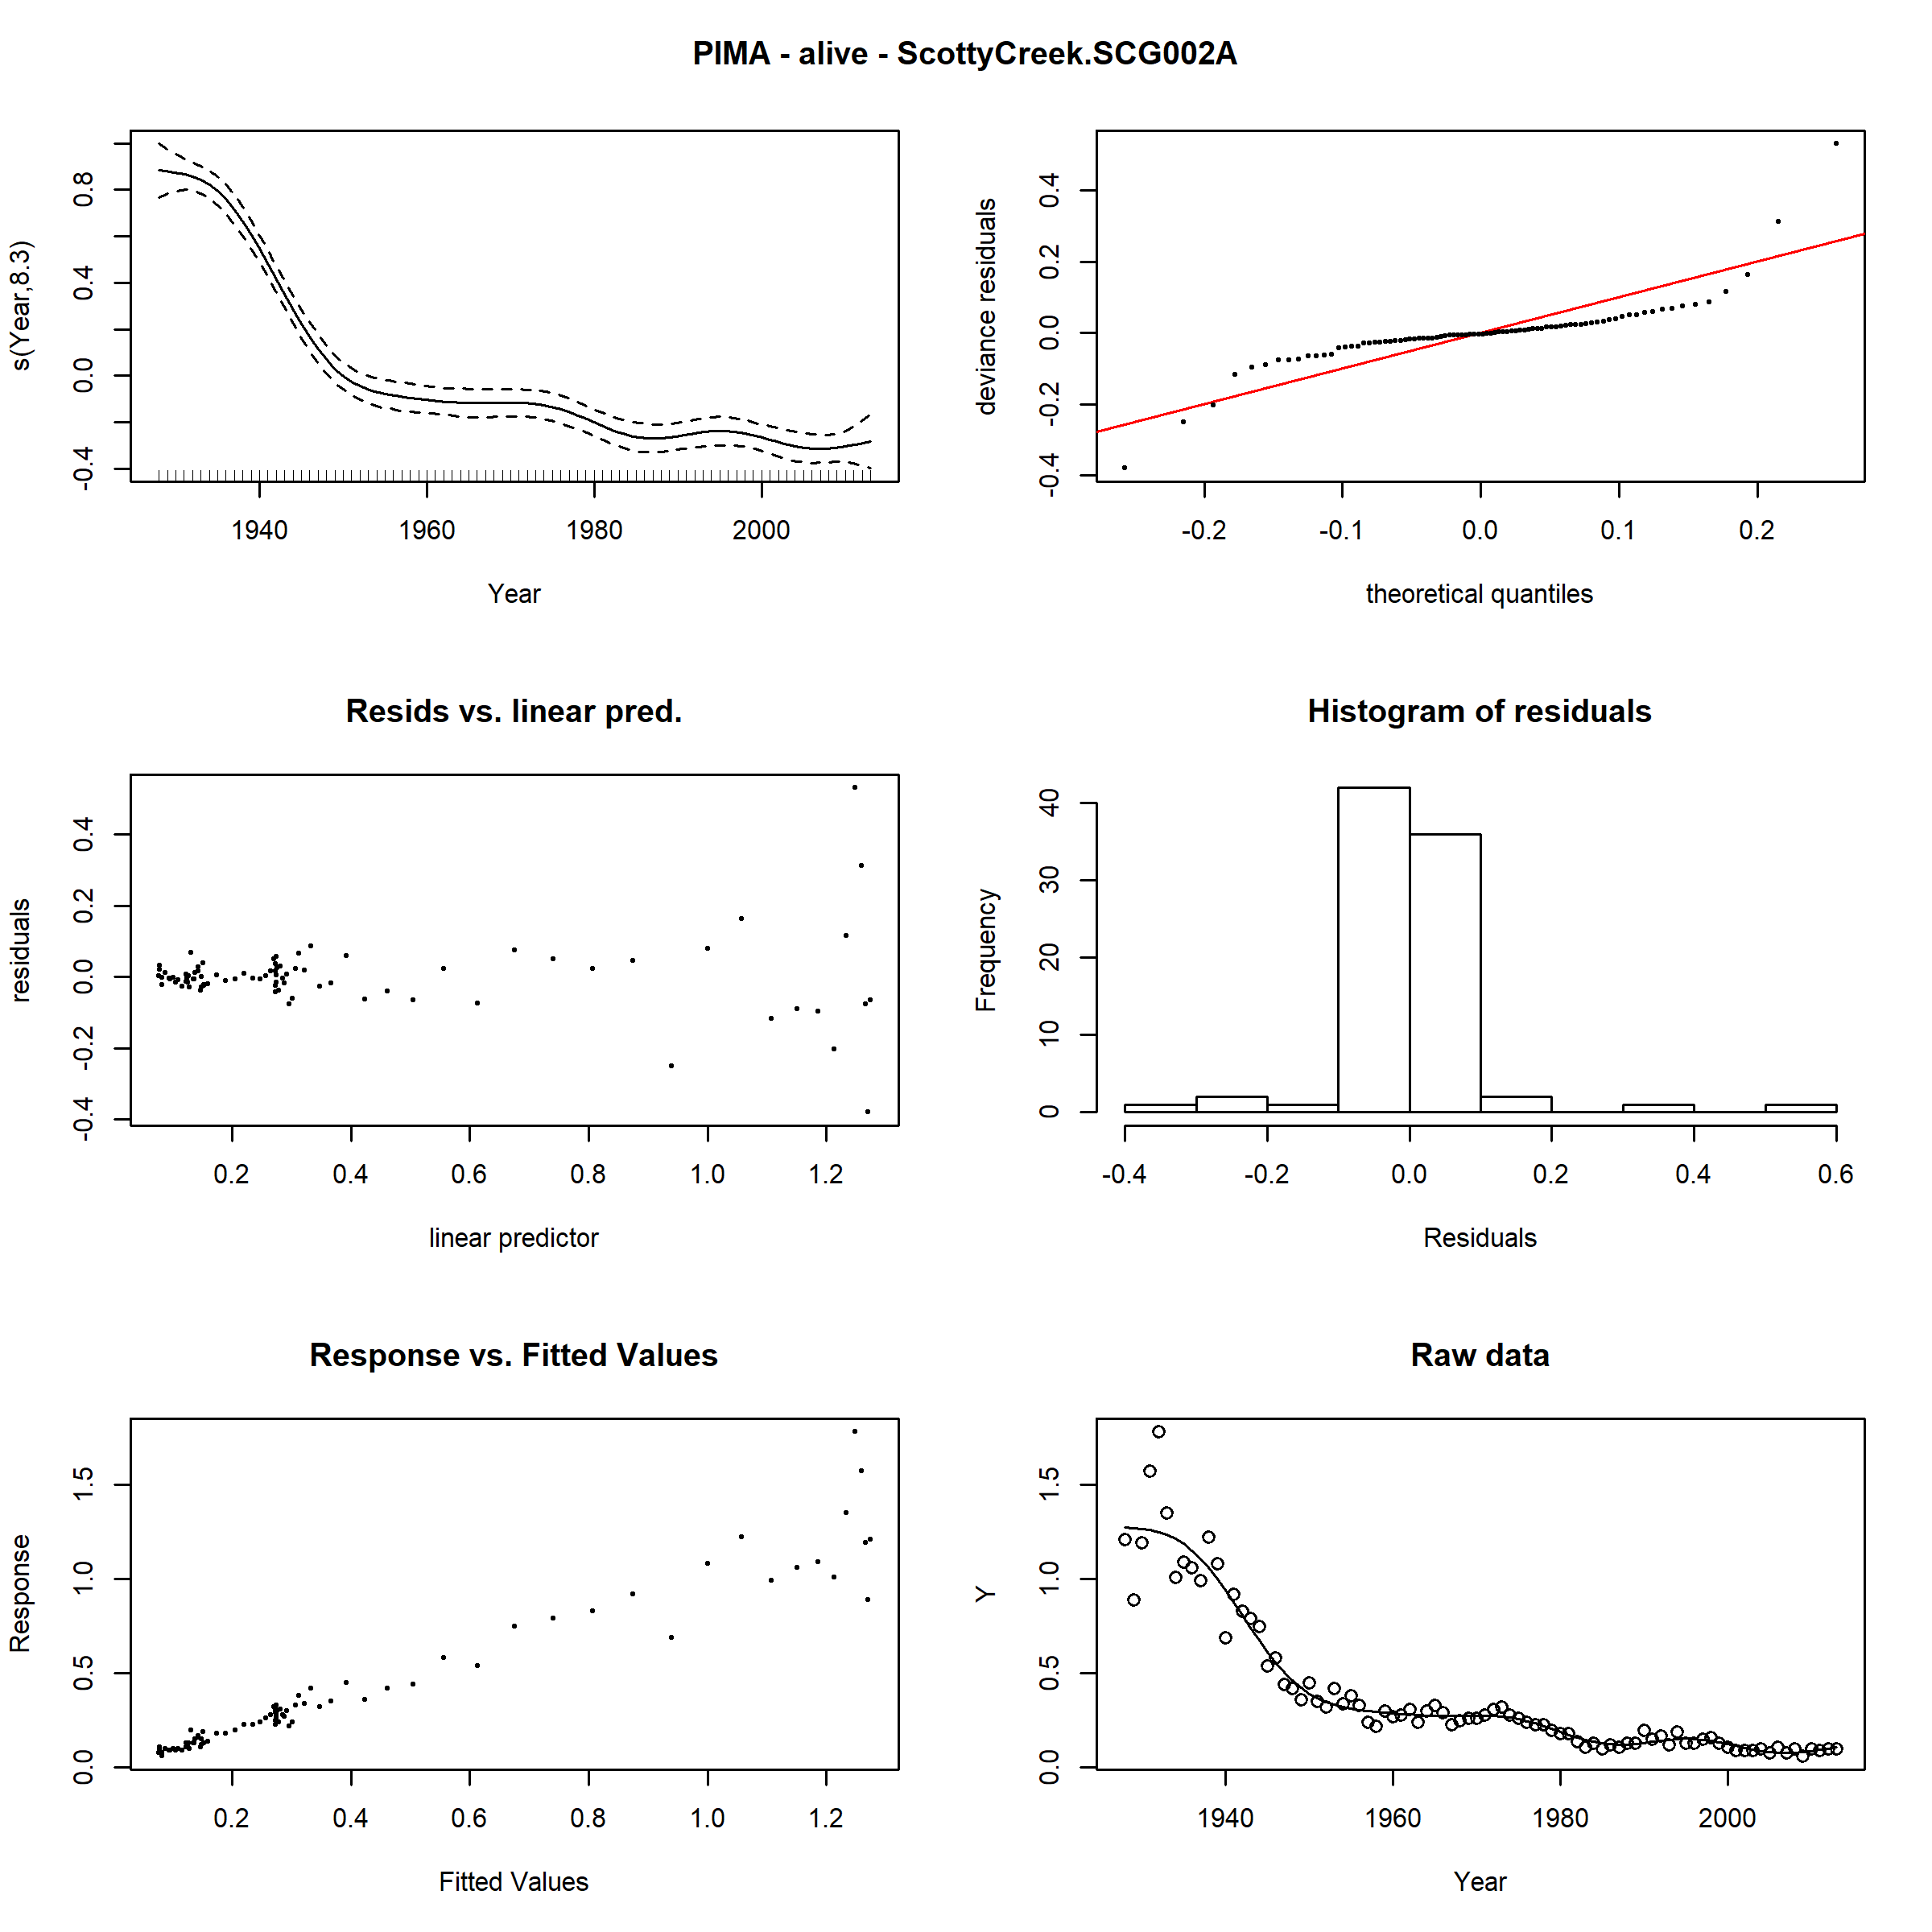 PIMA - alive - ScottyCreek.SCG002A
s(Year,8.3)
-0.4 0.0 0.4 0.8
1940 1960 1980 2000
Year
deviance residuals
-0.4 -0.2 0.0 0.2 0.4
-0.2 -0.1 0.0 0.1 0.2
theoretical quantiles
Resids vs. linear pred.
residuals
-0.4 -0.2 0.0 0.2 0.4
0.2 0.4 0.6 0.8 1.0 1.2
linear predictor
Histogram of residuals
Frequency
0 10 20 30 40
-0.4 -0.2 0.0 0.2 0.4 0.6
Residuals
Response vs. Fitted Values
Response
0.0 0.5 1.0 1.5
0.2 0.4 0.6 0.8 1.0 1.2
Fitted Values
Raw data
Y
0.0 0.5 1.0 1.5
1940 1960 1980 2000
Year